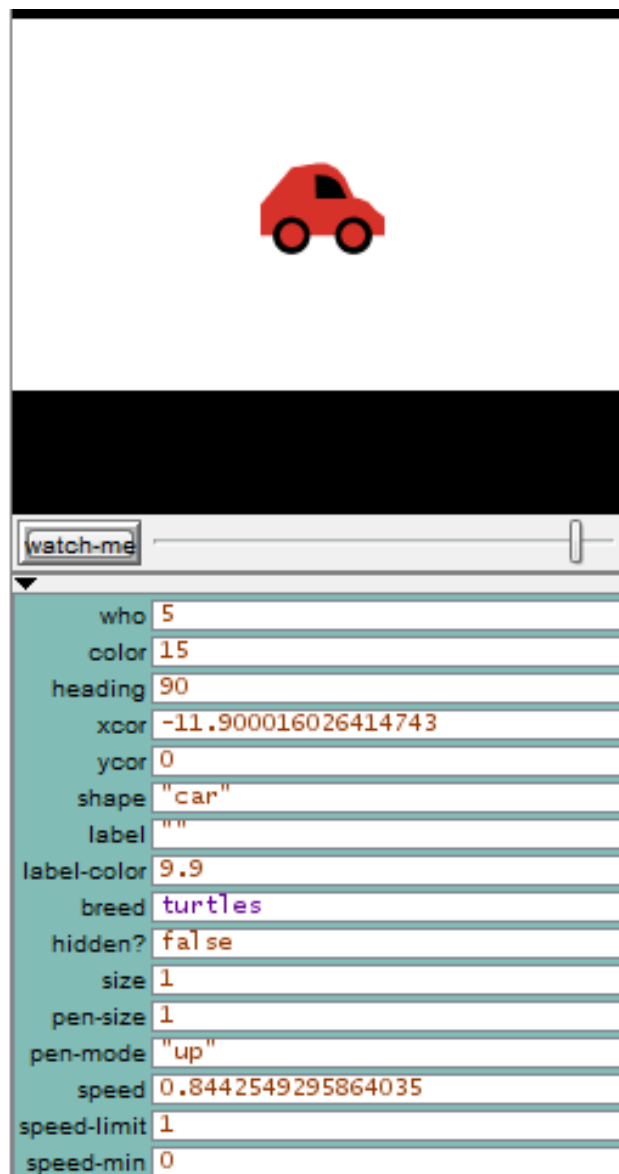 watch-me
who 5
color 15
heading 90
xcor -11.900016026414743
ycor 0
shape "car"
label ""
label-color 9.9
breed turtles
hidden? false
size 1
pen-size 1
pen-mode "up"
speed 0.8442549295864035
speed-limit 1
speed-min 0